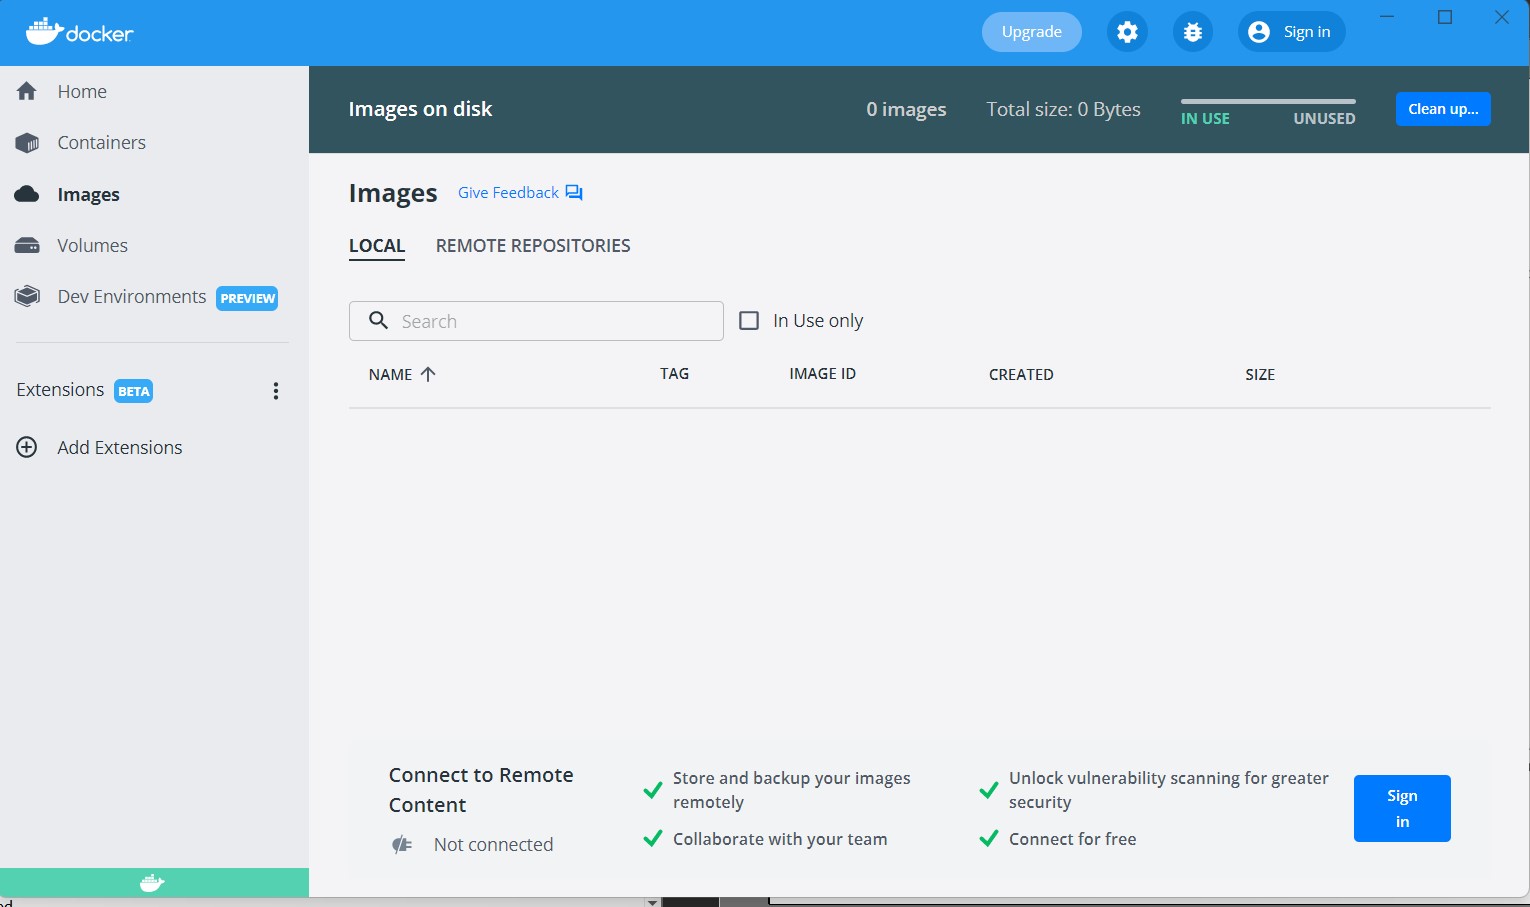 docker
Upgrade
Sign in
Home
Containers
Images
Volumes
Dev Environments PREVIEW
Extensions BETA
Add Extensions
Images on disk
0 images
Total size: 0 Bytes
IN USE
UNUSED
Clean up...
Images
Give Feedback
LOCAL
REMOTE REPOSITORIES
Search
In Use only
NAME
TAG
IMAGE ID
CREATED
SIZE
Connect to Remote
Content
Not connected
Store and backup your images
remotely
Collaborate with your team
Unlock vulnerability scanning for greater
security
Connect for free
Sign
in